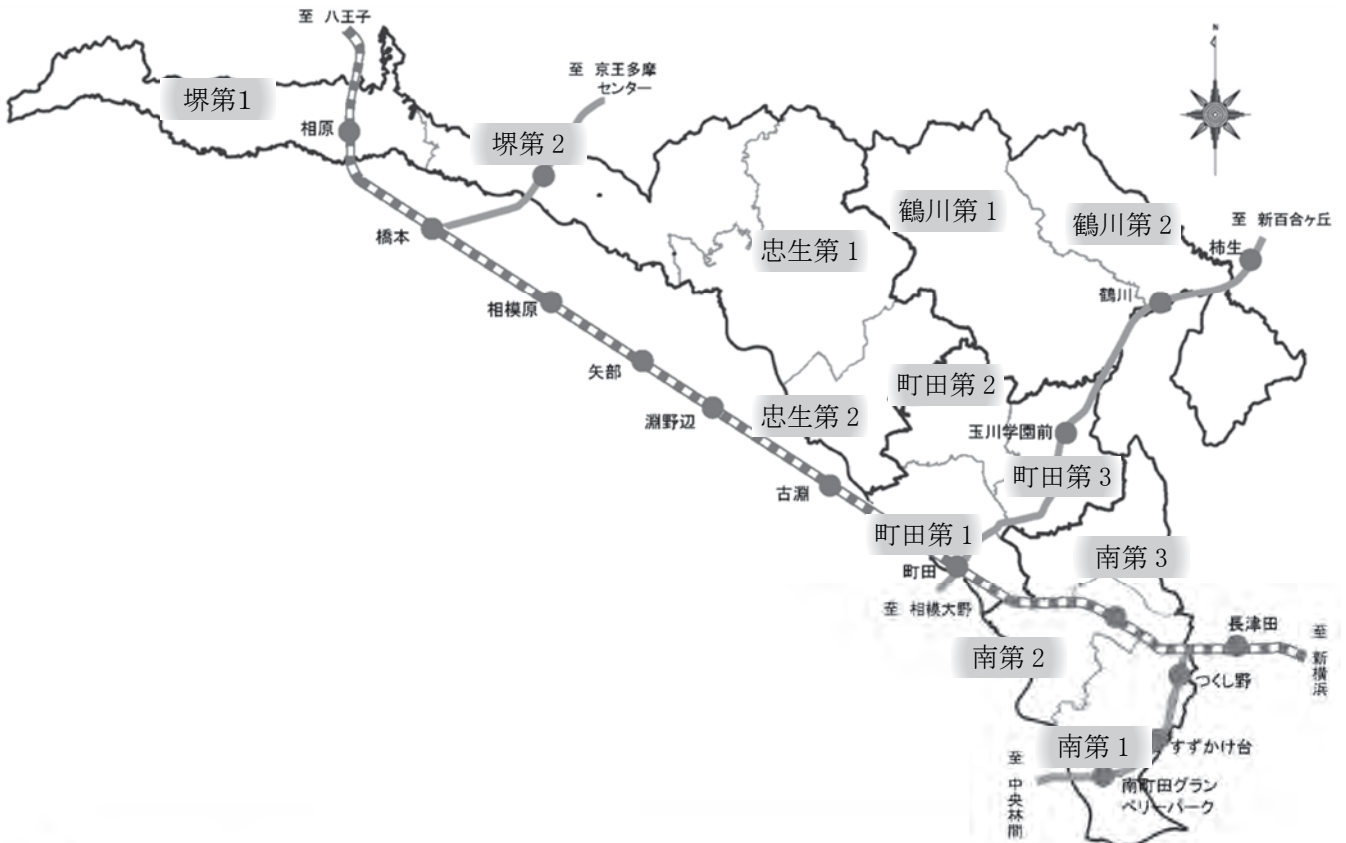 至 八王子
至 京王多摩
センター
堺第1
相原
堺第2
橋本
鶴川第1
鶴川第2
至 新百合ヶ丘
柿生
忠生第1
鶴川
相模原
矢部
町田第2
淵野辺
忠生第2
玉川学園前
町田第3
古淵
町田第1
南第3
町田
至 相模大野
長津田
至 新横浜
南第2
つくし野
南第1
すずかけ台
至 中央林間
南町田グラン
ベリーパーク
N